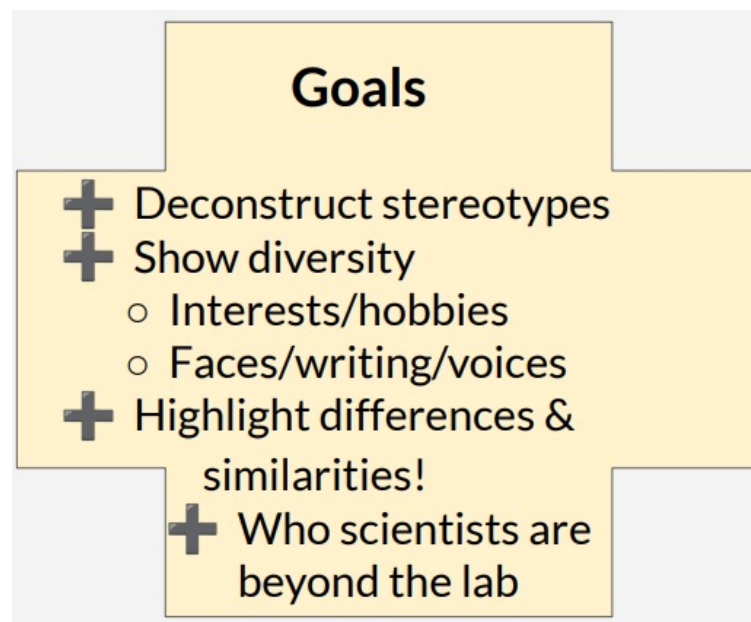 Goals
➕ Deconstruct stereotypes
➕ Show diversity
○ Interests/hobbies
○ Faces/writing/voices
➕ Highlight differences &
similarities!
➕ Who scientists are
beyond the lab